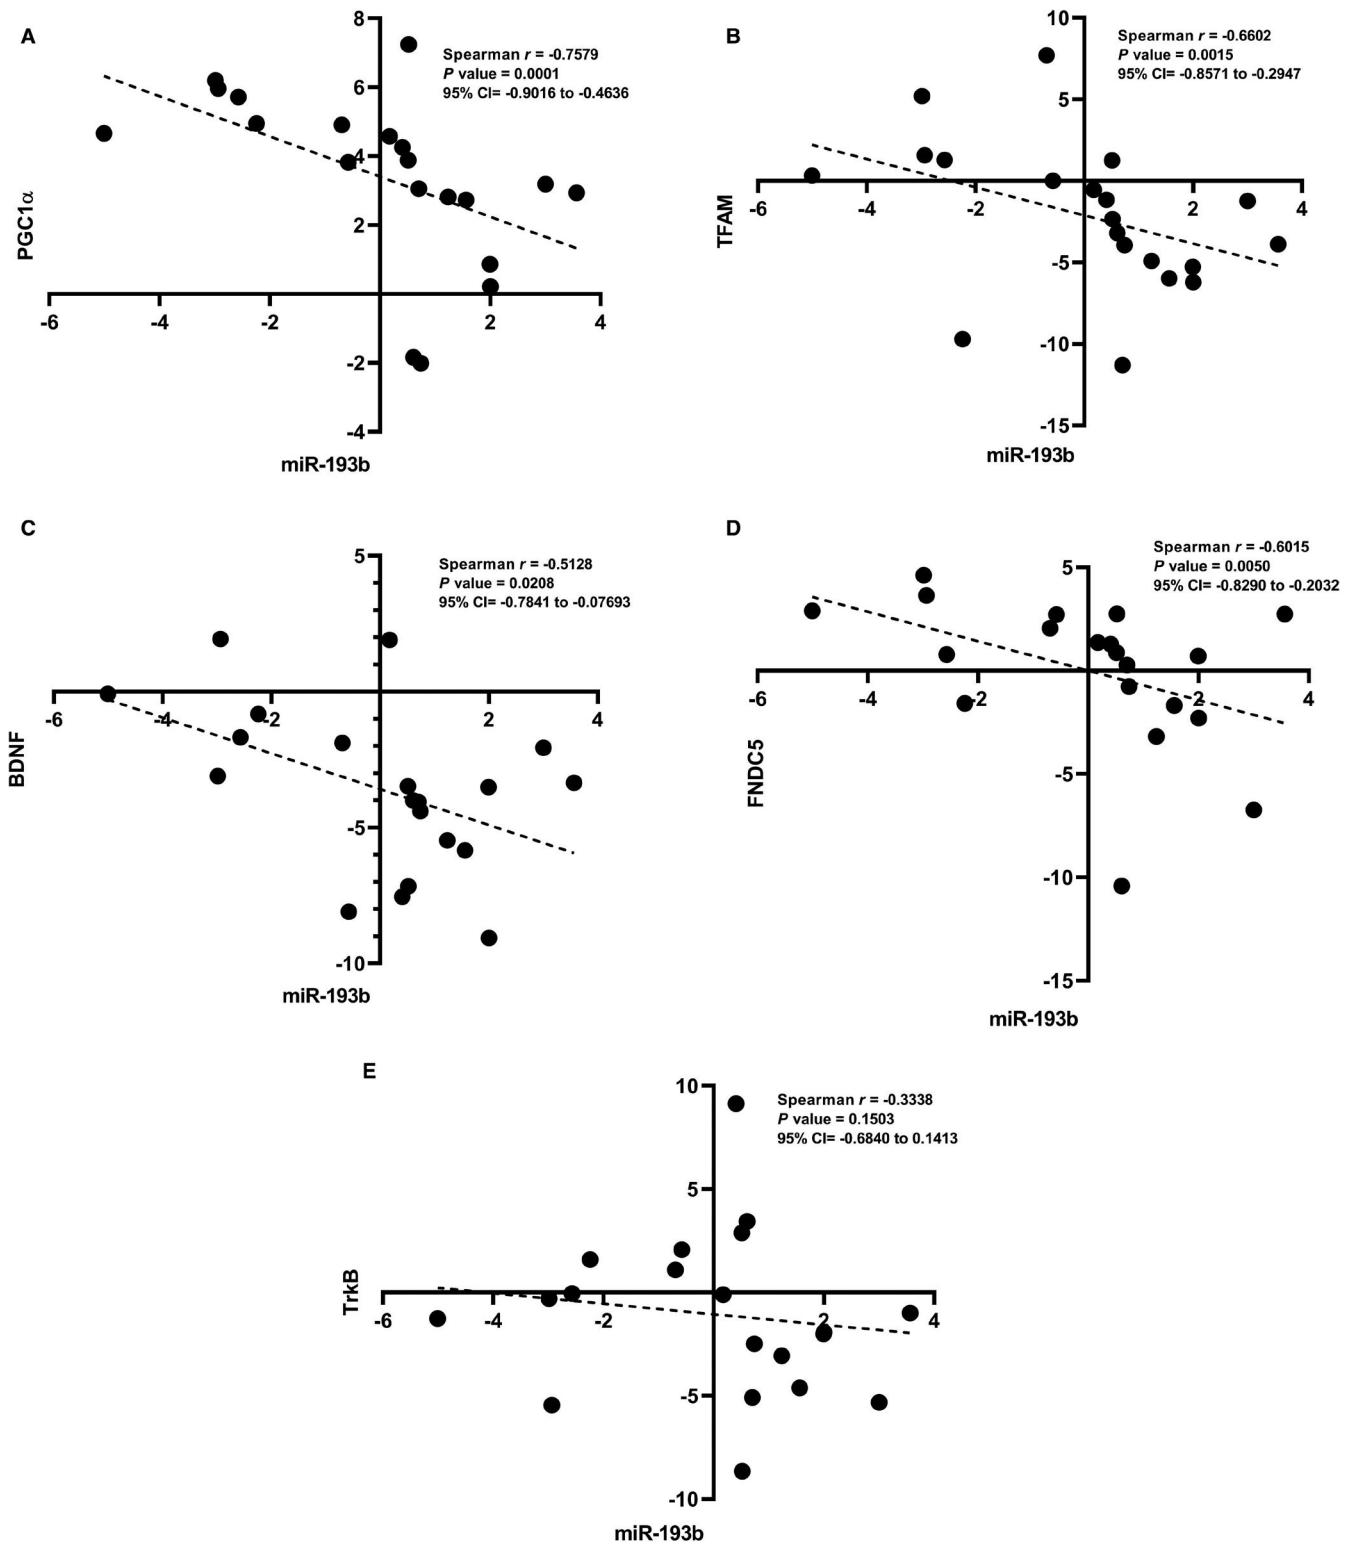 A
Spearman r = -0.7579
P value = 0.0001
95% CI= -0.9016 to -0.4636
8
6
4
2
-2
-4
-6
-4
-2
2
4
PGC1α
miR-193b
B
Spearman r = -0.6602
P value = 0.0015
95% CI= -0.8571 to -0.2947
10
5
-5
-10
-15
-6
-4
-2
2
4
TFAM
miR-193b
C
Spearman r = -0.5128
P value = 0.0208
95% CI= -0.7841 to -0.07693
5
-5
-10
-6
-4
-2
2
4
BDNF
miR-193b
D
Spearman r = -0.6015
P value = 0.0050
95% CI= -0.8290 to -0.2032
5
-5
-10
-15
-6
-4
-2
2
4
FNDC5
miR-193b
E
Spearman r = -0.3338
P value = 0.1503
95% CI= -0.6840 to 0.1413
10
5
-5
-10
-6
-4
-2
2
4
TrkB
miR-193b